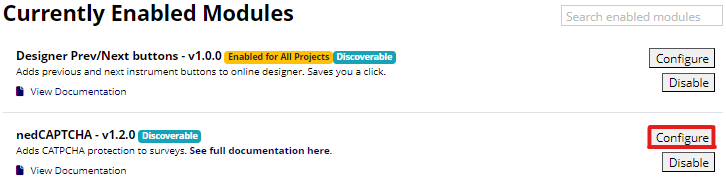 Currently Enabled Modules
Search enabled modules
Designer Prev/Next buttons - v1.0.0 Enabled for All Projects Discoverable
Configure
Adds previous and next instrument buttons to online designer. Saves you a click.
Disable
View Documentation
nedCAPTCHA - v1.2.0 Discoverable
Configure
Adds CATPCHA protection to surveys. See full documentation here.
Disable
View Documentation